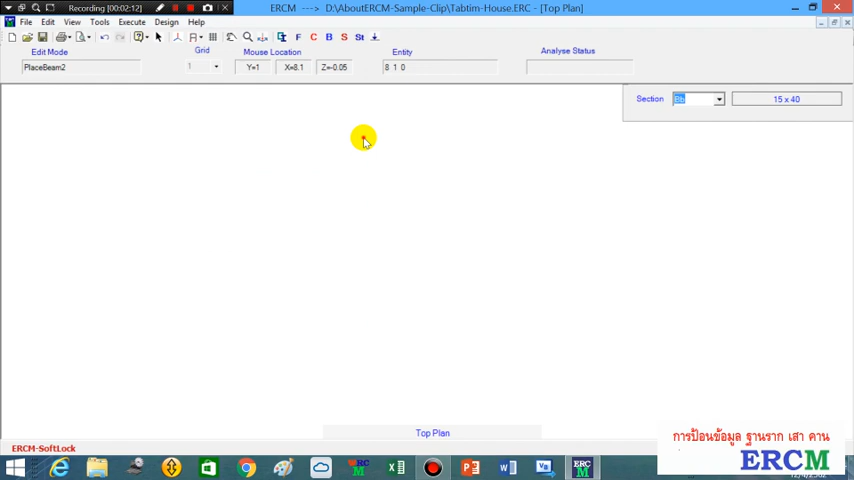 Recording [00:02:12]
ERCM ---> D:\AboutERCM-Sample-Clip\Tabtim-House.ERC - [Top Plan]
File Edit View Tools Execute Design Help
F C B S St
Edit Mode Grid Mouse Location Entity Analyse Status
PlaceBeam2 1 Y=1 X=8.1 Z=-0.05 8 1 0
Section Bb 15 x 40
Top Plan
ERCM-SoftLock
การป้อนข้อมูล ฐานราก เสา คาน
ERCM